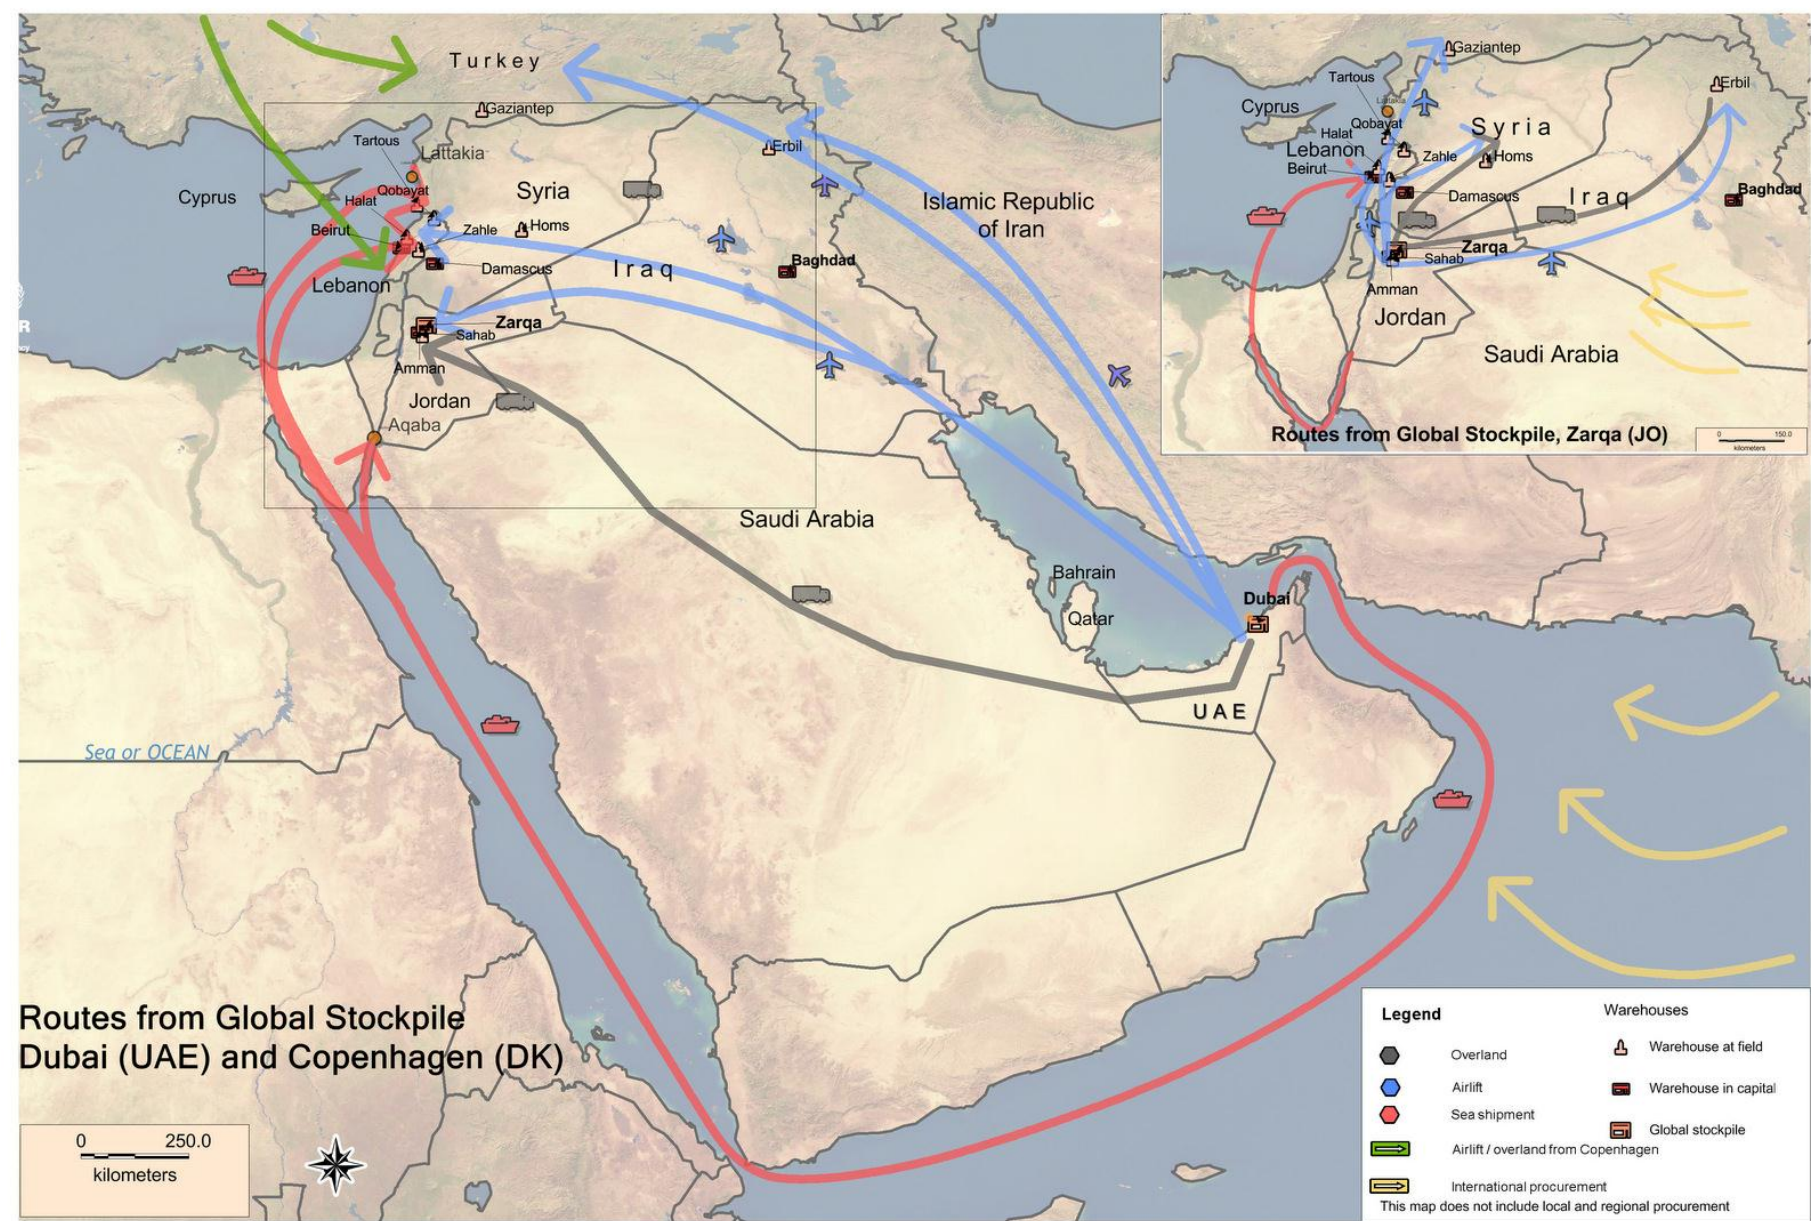 Turkey
Gaziantep
Tartous
Lattakia
Erbil
Cyprus
Qobayat
Halat
Syria
Islamic Republic
of Iran
Beirut
Zahle
Homs
Lebanon
Damascus
Iraq
Baghdad
R
Zarqa
Sahab
Amman
Jordan
Aqaba
Saudi Arabia
Bahrain
Qatar
Dubai
UAE
Sea or OCEAN
Routes from Global Stockpile
Dubai (UAE) and Copenhagen (DK)
0 250.0
kilometers
Gaziantep
Tartous
Erbil
Lattakia
Cyprus
Qobayat
Halat
Syria
Lebanon
Zahle
Homs
Beirut
Damascus
Iraq
Baghdad
Zarqa
Sahab
Amman
Jordan
Saudi Arabia
Routes from Global Stockpile, Zarqa (JO)
0 150.0
kilometers
Legend
Overland
Airlift
Sea shipment
Airlift / overland from Copenhagen
International procurement
Warehouses
Warehouse at field
Warehouse in capital
Global stockpile
This map does not include local and regional procurement